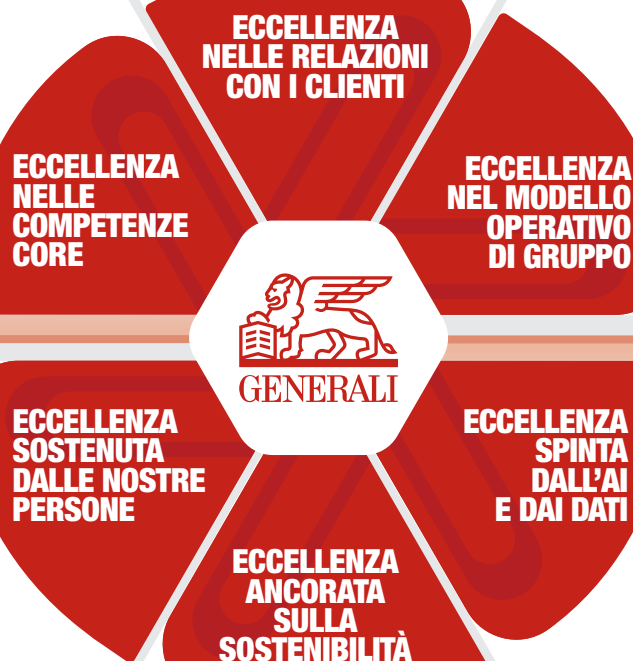 ECCELLENZA
NELLE RELAZIONI
CON I CLIENTI
ECCELLENZA
NELLE
COMPETENZE
CORE
ECCELLENZA
NEL MODELLO
OPERATIVO
DI GRUPPO
GENERALI
ECCELLENZA
SOSTENUTA
DALLE NOSTRE
PERSONE
ECCELLENZA
SPINTA
DALL'AI
E DAI DATI
ECCELLENZA
ANCORATA
SULLA
SOSTENIBILITÀ